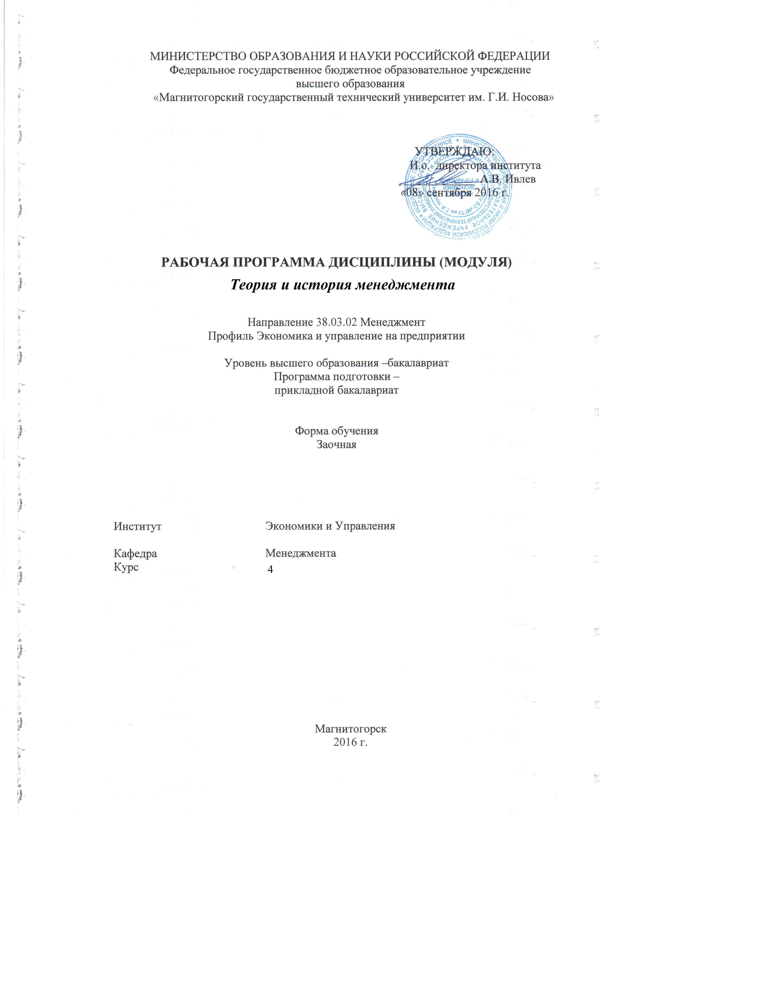 МИНИСТЕРСТВО ОБРАЗОВАНИЯ И НАУКИ РОССИЙСКОЙ ФЕДЕРАЦИИ
Федеральное государственное бюджетное образовательное учреждение
высшего образования
«Магнитогорский государственный технический университет им. Г.И. Носова»
УТВЕРЖДАЮ:
И.о. директора института
А.В. Ивлев
«08» сентября 2016 г.
РАБОЧАЯ ПРОГРАММА ДИСЦИПЛИНЫ (МОДУЛЯ)
Теория и история менеджмента
Направление 38.03.02 Менеджмент
Профиль Экономика и управление на предприятии
Уровень высшего образования –бакалавриат
Программа подготовки –
прикладной бакалавриат
Форма обучения
Заочная
Институт Экономики и Управления
Кафедра Менеджмента
Курс 4
Магнитогорск
2016 г.